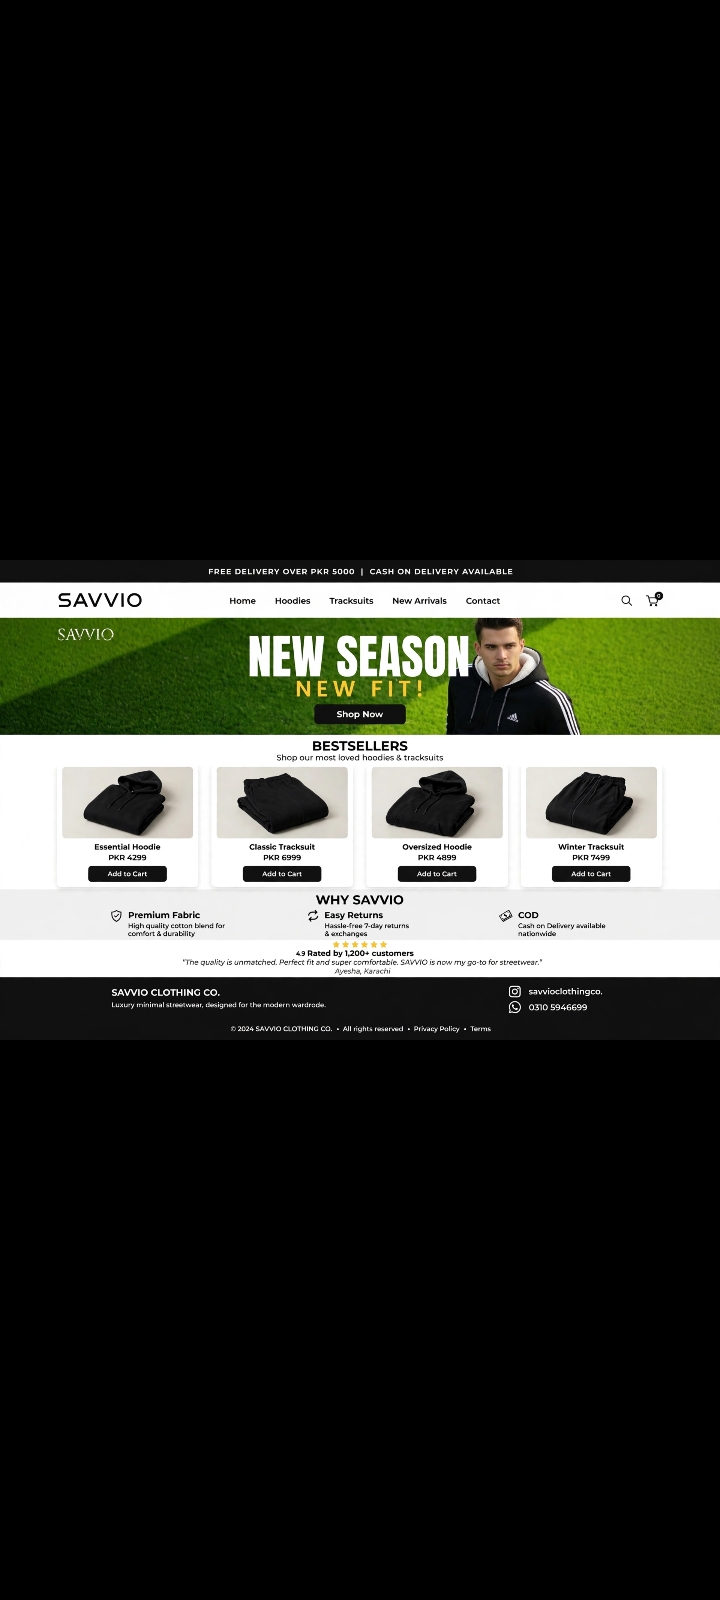 FREE DELIVERY OVER PKR 5000 | CASH ON DELIVERY AVAILABLE
SAVVIO
Home Hoodies Tracksuits New Arrivals Contact
0
SAVVIO
NEW SEASON
NEW FIT!
Shop Now
BESTSELLERS
Shop our most loved hoodies & tracksuits
Essential Hoodie
PKR 4299
Add to Cart
Classic Tracksuit
PKR 6999
Add to Cart
Oversized Hoodie
PKR 4899
Add to Cart
Winter Tracksuit
PKR 7499
Add to Cart
WHY SAVVIO
Premium Fabric
High quality cotton blend for
comfort & durability
Easy Returns
Hassle-free 7-day returns
& exchanges
COD
Cash on Delivery available
nationwide
4.9 Rated by 1,200+ customers
"The quality is unmatched. Perfect fit and super comfortable. SAVVIO is now my go-to for streetwear."
Ayesha, Karachi
SAVVIO CLOTHING CO.
Luxury minimal streetwear, designed for the modern wardrode.
savvioclothingco.
0310 5946699
© 2024 SAVVIO CLOTHING CO. • All rights reserved • Privacy Policy • Terms